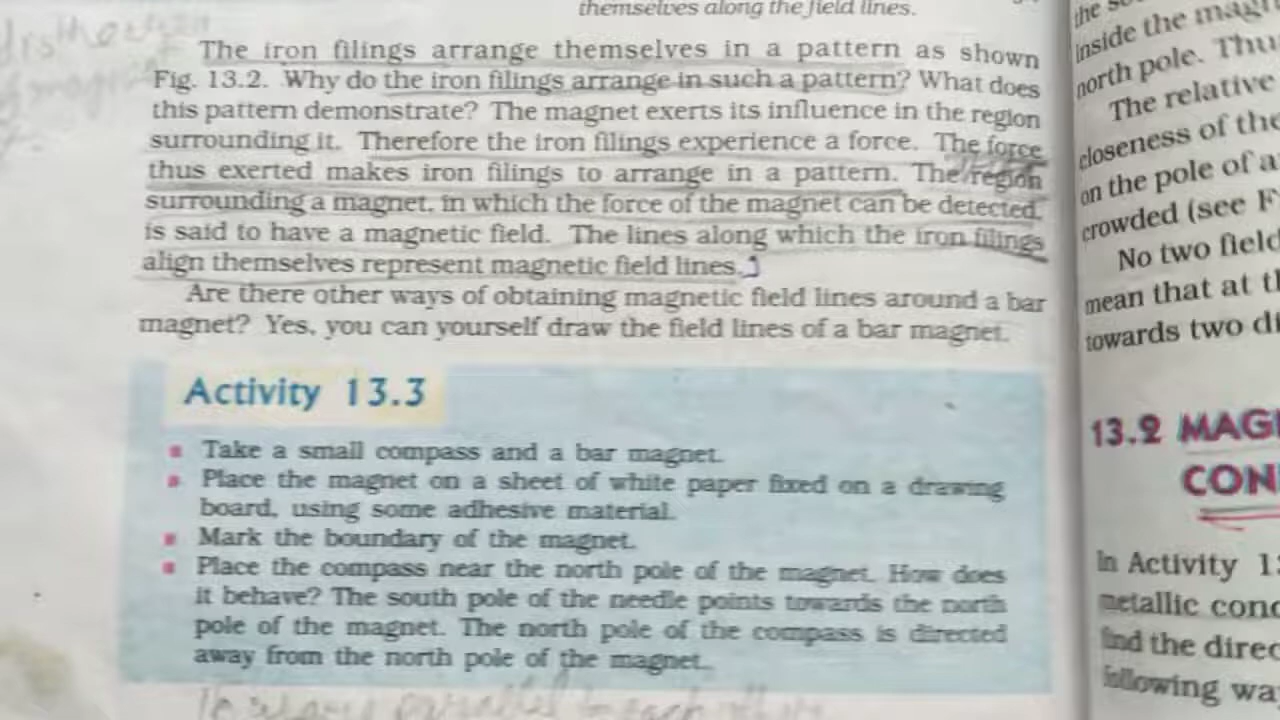 themselves along the field lines.
The iron filings arrange themselves in a pattern as shown
Fig. 13.2. Why do the iron filings arrange in such a pattern? What does
this pattern demonstrate? The magnet exerts its influence in the region
surrounding it. Therefore the iron filings experience a force. The force
thus exerted makes iron filings to arrange in a pattern. The region
surrounding a magnet, in which the force of the magnet can be detected,
is said to have a magnetic field. The lines along which the iron filings
align themselves represent magnetic field lines.
Are there other ways of obtaining magnetic field lines around a bar
magnet? Yes, you can yourself draw the field lines of a bar magnet.
Activity 13.3
Take a small compass and a bar magnet.
Place the magnet on a sheet of white paper fixed on a drawing
board, using some adhesive material.
Mark the boundary of the magnet.
Place the compass near the north pole of the magnet. How does
it behave? The south pole of the needle points towards the north
pole of the magnet. The north pole of the compass is directed
away from the north pole of the magnet.
the
inside the mag
north pole. Thu
The relative
closeness of the
on the pole of a
crowded (see F
No two field
mean that at th
towards two di
13.2 MAG
CON
In Activity 1
metallic cond
find the direc
following wa